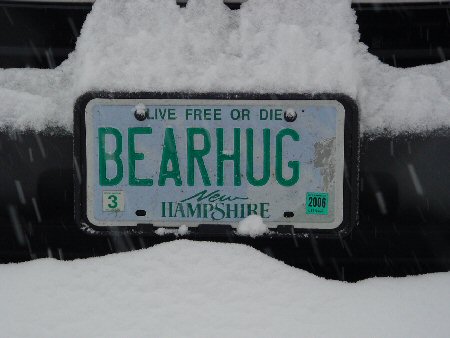 LIVE FREE OR DIE
BEARHUG
3
2006
New
HAMPSHIRE